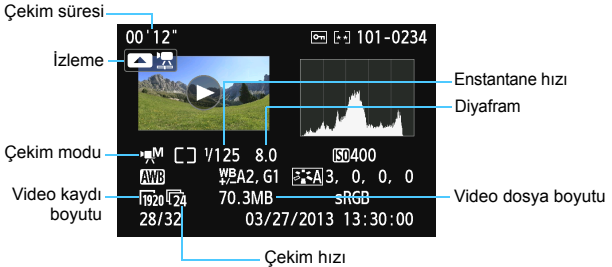 Çekim süresi
00'12"
101-0234
İzleme
Enstantane hızı
Diyafram
Çekim modu
M
1/125
8.0
ISO400
AWB
WB +/- A2, G1
A 3, 0, 0, 0
Video kaydı boyutu
1920
24
70.3MB
sRGB
Video dosya boyutu
28/32
03/27/2013 13:30:00
Çekim hızı